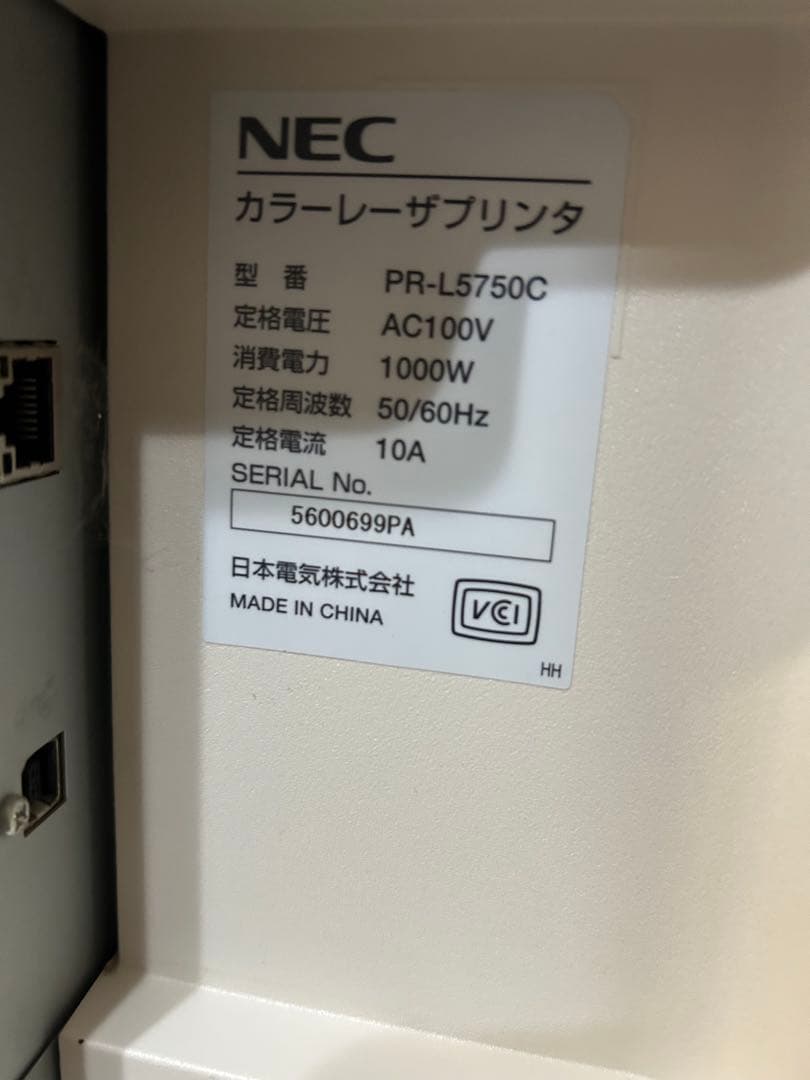 NEC
カラーレーザプリンタ
型 番 PR-L5750C
定格電圧 AC100V
消費電力 1000W
定格周波数 50/60Hz
定格電流 10A
SERIAL No.
5600699PA
日本電気株式会社
MADE IN CHINA
VCI
HH